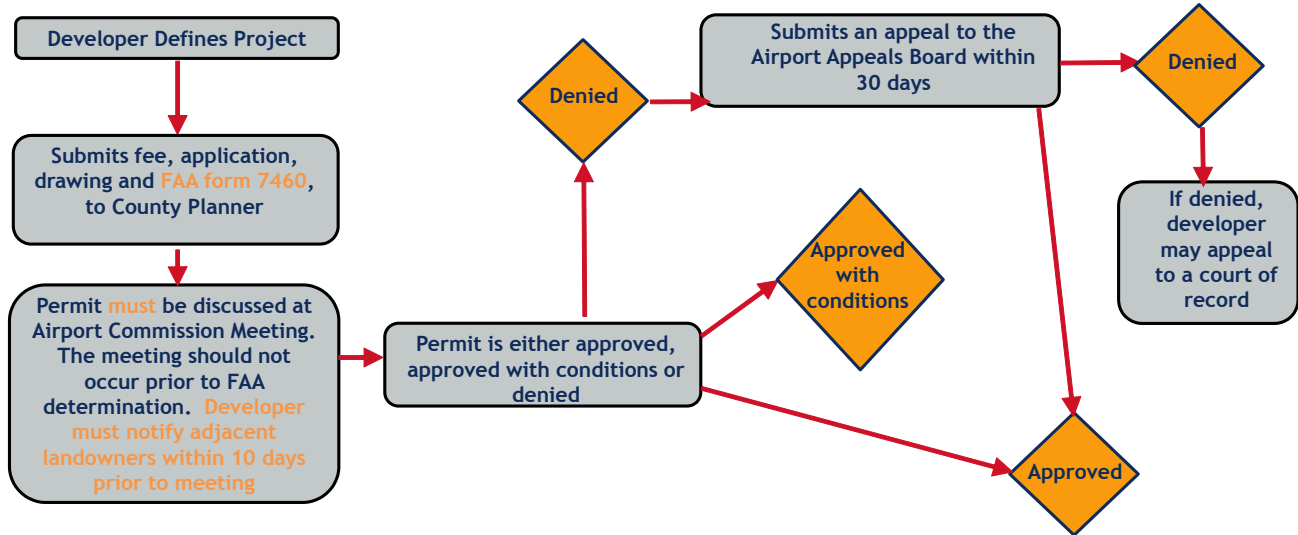 Developer Defines Project
Submits fee, application,
drawing and FAA form 7460,
to County Planner
Permit must be discussed at
Airport Commission Meeting.
The meeting should not
occur prior to FAA
determination. Developer
must notify adjacent
landowners within 10 days
prior to meeting
Permit is either approved,
approved with conditions or
denied
Denied
Submits an appeal to the
Airport Appeals Board within
30 days
Denied
If denied,
developer
may appeal
to a court of
record
Approved
with
conditions
Approved